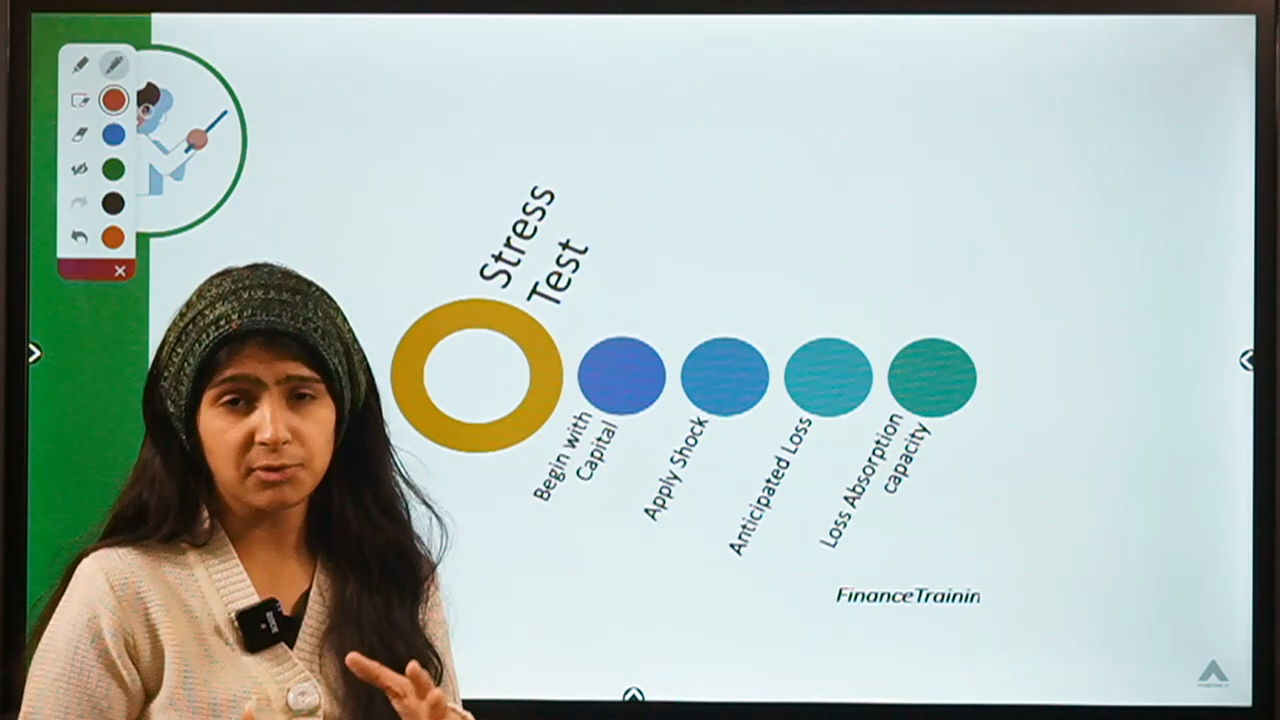 Stress
Test
Begin with
Capital
Apply Shock
Anticipated Loss
Loss Absorption
capacity
FinanceTrainin